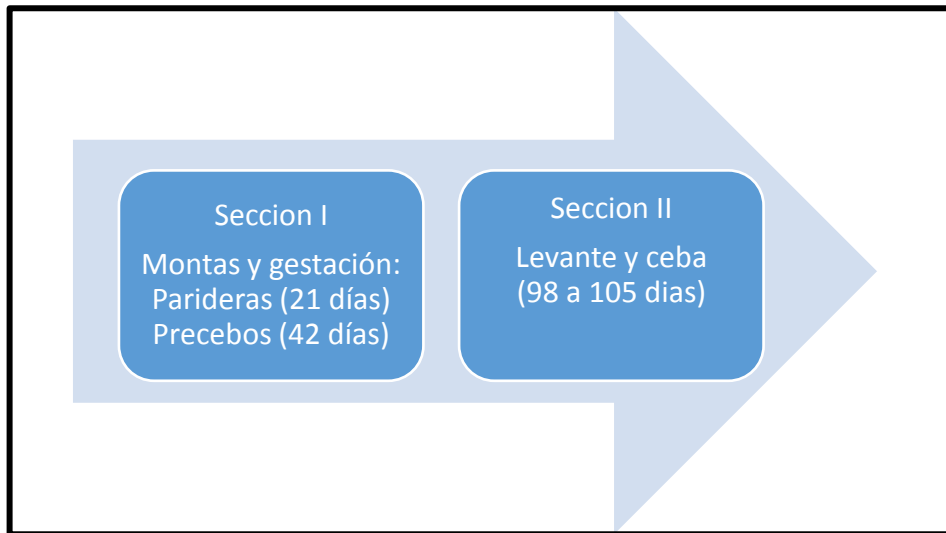 Seccion I
Montas y gestación:
Parideras (21 días)
Precebos (42 días)
Seccion II
Levante y ceba
(98 a 105 dias)